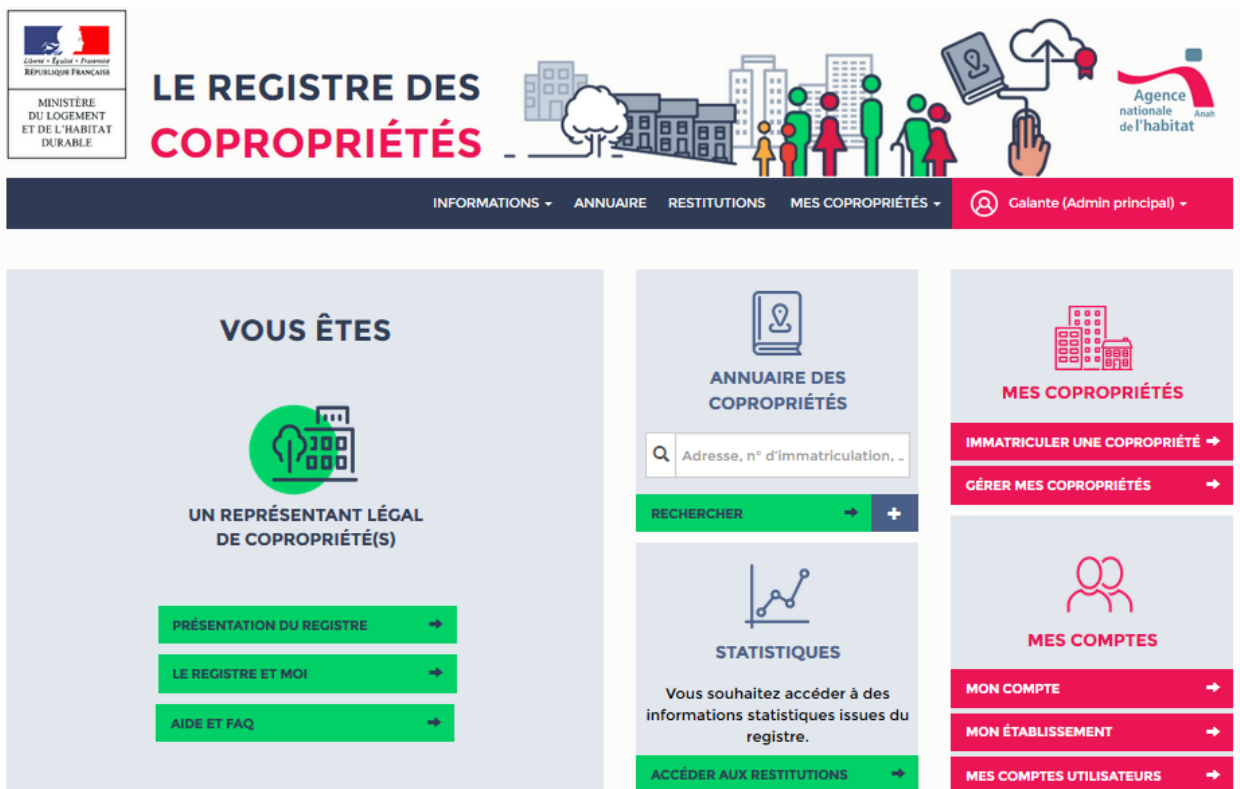 Liberté • Égalité • Fraternité
RÉPUBLIQUE FRANÇAISE
MINISTÈRE
DU LOGEMENT
ET DE L'HABITAT
DURABLE
LE REGISTRE DES
COPROPRIÉTÉS
Agence
nationale
de l'habitat
Anah
INFORMATIONS
ANNUAIRE
RESTITUTIONS
MES COPROPRIÉTÉS
Galante (Admin principal)
VOUS ÊTES
UN REPRÉSENTANT LÉGAL
DE COPROPRIÉTÉ(S)
PRÉSENTATION DU REGISTRE
LE REGISTRE ET MOI
AIDE ET FAQ
ANNUAIRE DES
COPROPRIÉTÉS
Adresse, n° d'immatriculation, ..
RECHERCHER
STATISTIQUES
Vous souhaitez accéder à des
informations statistiques issues du
registre.
ACCÉDER AUX RESTITUTIONS
MES COPROPRIÉTÉS
IMMATRICULER UNE COPROPRIÉTÉ
GÉRER MES COPROPRIÉTÉS
MES COMPTES
MON COMPTE
MON ÉTABLISSEMENT
MES COMPTES UTILISATEURS